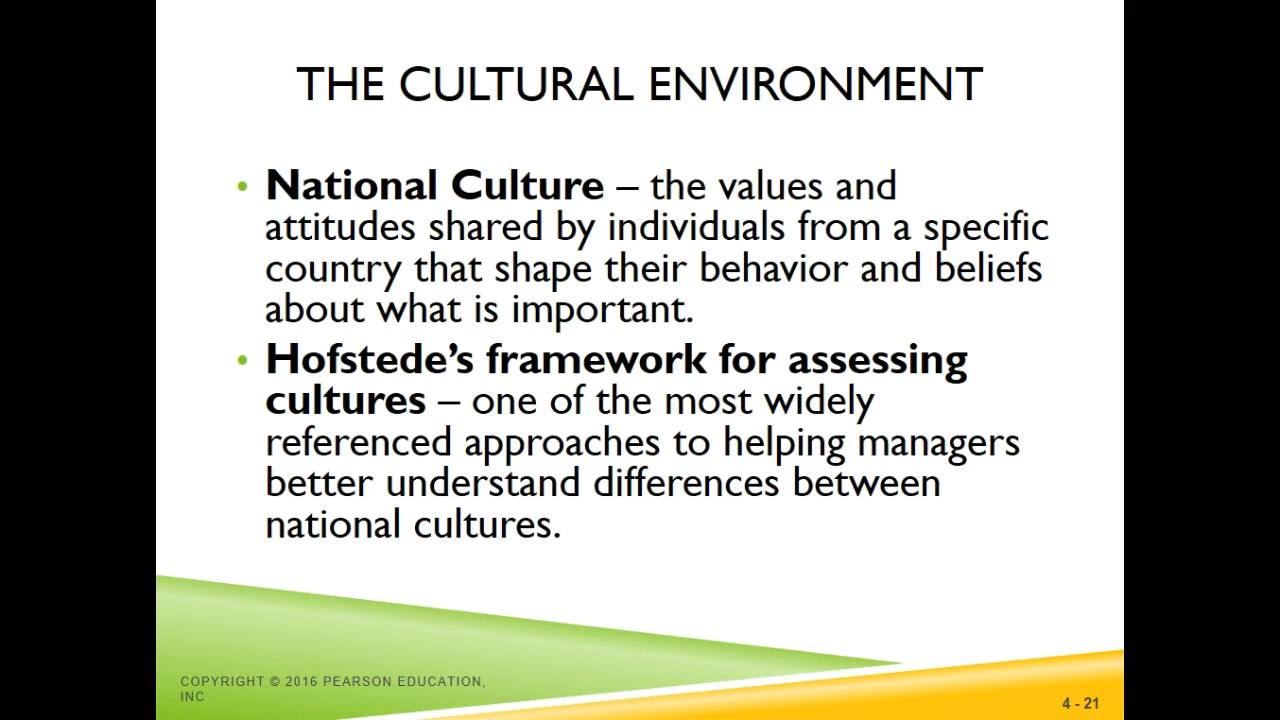 THE CULTURAL ENVIRONMENT
• National Culture – the values and
attitudes shared by individuals from a specific
country that shape their behavior and beliefs
about what is important.
• Hofstede’s framework for assessing
cultures – one of the most widely
referenced approaches to helping managers
better understand differences between
national cultures.
COPYRIGHT © 2016 PEARSON EDUCATION,
INC
4 - 21